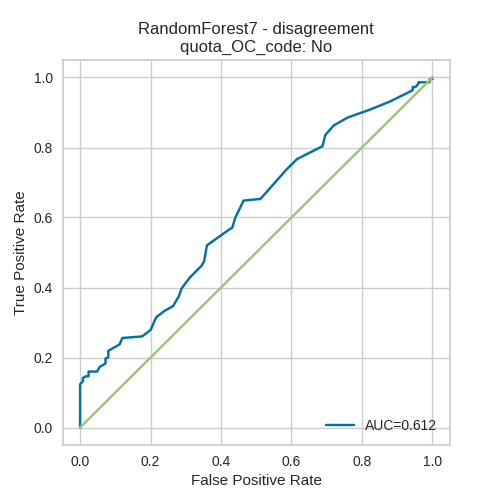 RandomForest7 - disagreement
quota_OC_code: No
True Positive Rate
1.0
0.8
0.6
0.4
0.2
0.0
AUC=0.612
0.0 0.2 0.4 0.6 0.8 1.0
False Positive Rate